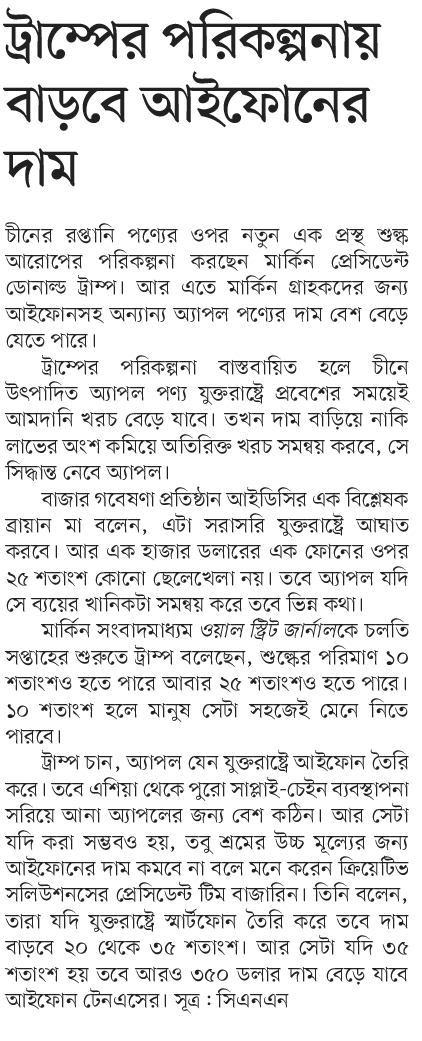 ট্রাম্পের পরিকল্পনায়
বাড়বে আইফোনের
দাম
চীনের রপ্তানি পণ্যের ওপর নতুন এক প্রস্থ শুল্ক
আরোপের পরিকল্পনা করছেন মার্কিন প্রেসিডেন্ট
ডোনাল্ড ট্রাম্প। আর এতে মার্কিন গ্রাহকদের জন্য
আইফোনসহ অন্যান্য অ্যাপল পণ্যের দাম বেশ বেড়ে
যেতে পারে।
ট্রাম্পের পরিকল্পনা বাস্তবায়িত হলে চীনে
উৎপাদিত অ্যাপল পণ্য যুক্তরাষ্ট্রে প্রবেশের সময়েই
আমদানি খরচ বেড়ে যাবে। তখন দাম বাড়িয়ে নাকি
লাভের অংশ কমিয়ে অতিরিক্ত খরচ সমন্বয় করবে, সে
সিদ্ধান্ত নেবে অ্যাপল।
বাজার গবেষণা প্রতিষ্ঠান আইডিসির এক বিশ্লেষক
ব্রায়ান মা বলেন, এটা সরাসরি যুক্তরাষ্ট্রে আঘাত
করবে। আর এক হাজার ডলারের এক ফোনের ওপর
২৫ শতাংশ কোনো ছেলেখেলা নয়। তবে অ্যাপল যদি
সে ব্যয়ের খানিকটা সমন্বয় করে তবে ভিন্ন কথা।
মার্কিন সংবাদমাধ্যম ওয়াল স্ট্রিট জার্নালকে চলতি
সপ্তাহের শুরুতে ট্রাম্প বলেছেন, শুল্কের পরিমাণ ১০
শতাংশও হতে পারে আবার ২৫ শতাংশও হতে পারে।
১০ শতাংশ হলে মানুষ সেটা সহজেই মেনে নিতে
পারবে।
ট্রাম্প চান, অ্যাপল যেন যুক্তরাষ্ট্রে আইফোন তৈরি
করে। তবে এশিয়া থেকে পুরো সাপ্লাই-চেইন ব্যবস্থাপনা
সরিয়ে আনা অ্যাপলের জন্য বেশ কঠিন। আর সেটা
যদি করা সম্ভবও হয়, তবু শ্রমের উচ্চ মূল্যের জন্য
আইফোনের দাম কমবে না বলে মনে করেন ক্রিয়েটিভ
সলিউশনসের প্রেসিডেন্ট টিম বাজারিন। তিনি বলেন,
তারা যদি যুক্তরাষ্ট্রে স্মার্টফোন তৈরি করে তবে দাম
বাড়বে ২০ থেকে ৩৫ শতাংশ। আর সেটা যদি ৩৫
শতাংশ হয় তবে আরও ৩৫০ ডলার দাম বেড়ে যাবে
আইফোন টেনএসের। সূত্র : সিএনএন